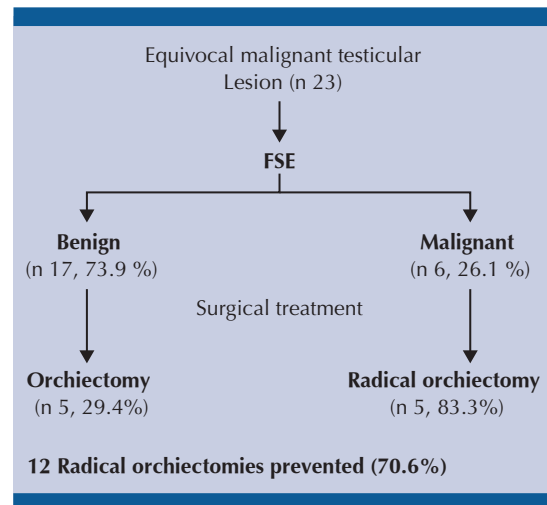 Equivocal malignant testicular
Lesion (n 23)
FSE
Benign
(n 17, 73.9 %)
Malignant
(n 6, 26.1 %)
Surgical treatment
Orchiectomy
(n 5, 29.4%)
Radical orchiectomy
(n 5, 83.3%)
12 Radical orchiectomies prevented (70.6%)